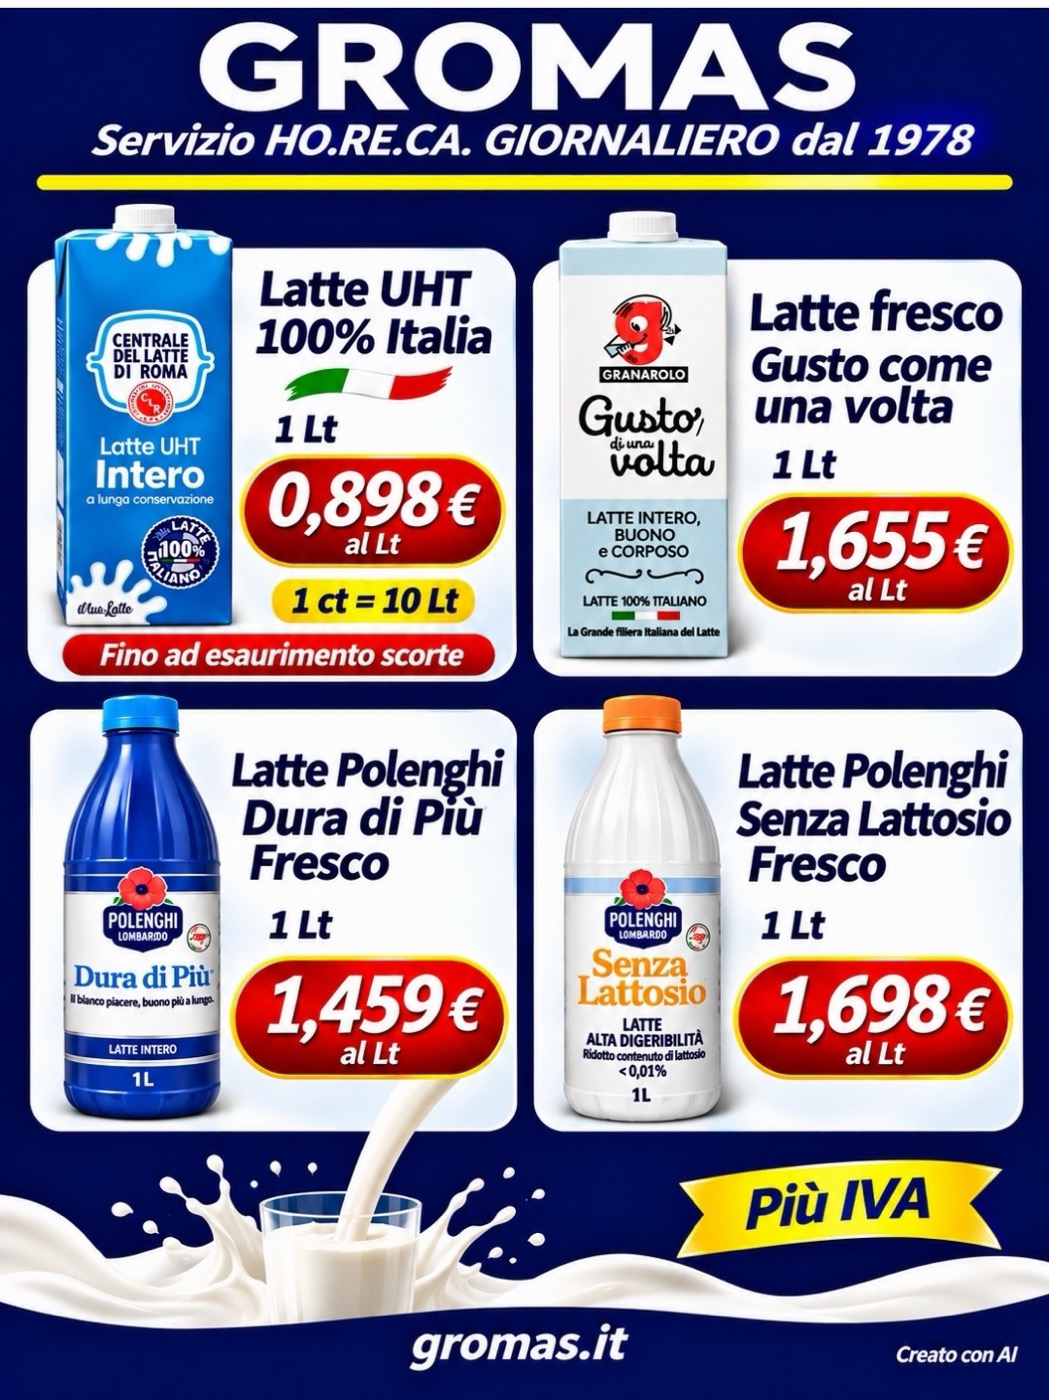 GROMAS
Servizio HO.RE.CA. GIORNALIERO dal 1978
CENTRALE
DEL LATTE
DI ROMA
CLR
Latte UHT
Intero
a lunga conservazione
LATTE
100%
ITALIANO
il tuo Latte
Latte UHT
100% Italia
1 Lt
0,898 €
al Lt
1 ct = 10 Lt
Fino ad esaurimento scorte
g
GRANAROLO
Gusto
di una
volta
LATTE INTERO,
BUONO
e CORPOSO
LATTE 100% ITALIANO
La Grande filiera Italiana del Latte
Latte fresco
Gusto come
una volta
1 Lt
1,655 €
al Lt
POLENGHI
LOMBARDO
Dura di Più
Il bianco piacere, buono più a lungo.
LATTE INTERO
1L
Latte Polenghi
Dura di Più
Fresco
1 Lt
1,459 €
al Lt
POLENGHI
LOMBARDO
Senza
Lattosio
LATTE
ALTA DIGERIBILITÀ
Ridotto contenuto di lattosio
<0,01%
1L
Latte Polenghi
Senza Lattosio
Fresco
1 Lt
1,698 €
al Lt
Più IVA
gromas.it
Creato con AI